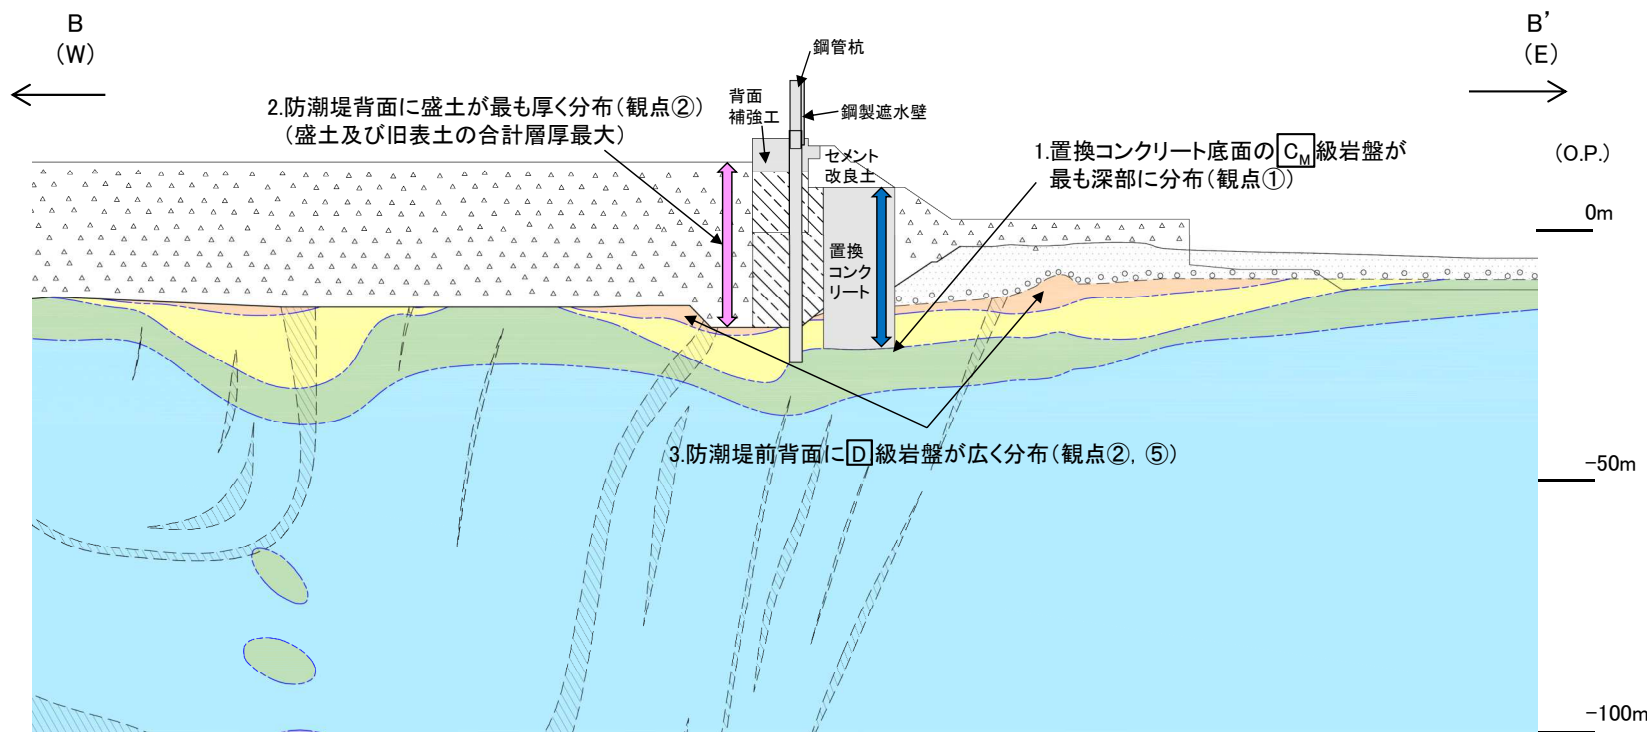 B
(W)
B’
(E)
鋼管杭
2.防潮堤背面に盛土が最も厚く分布(観点②)
(盛土及び旧表土の合計層厚最大)
背面
補強工
鋼製遮水壁
セメント
改良土
1.置換コンクリート底面のCM級岩盤が
最も深部に分布(観点①)
(O.P.)
0m
置換
コンク
リート
3.防潮堤前背面にD級岩盤が広く分布(観点②, ⑤)
-50m
-100m